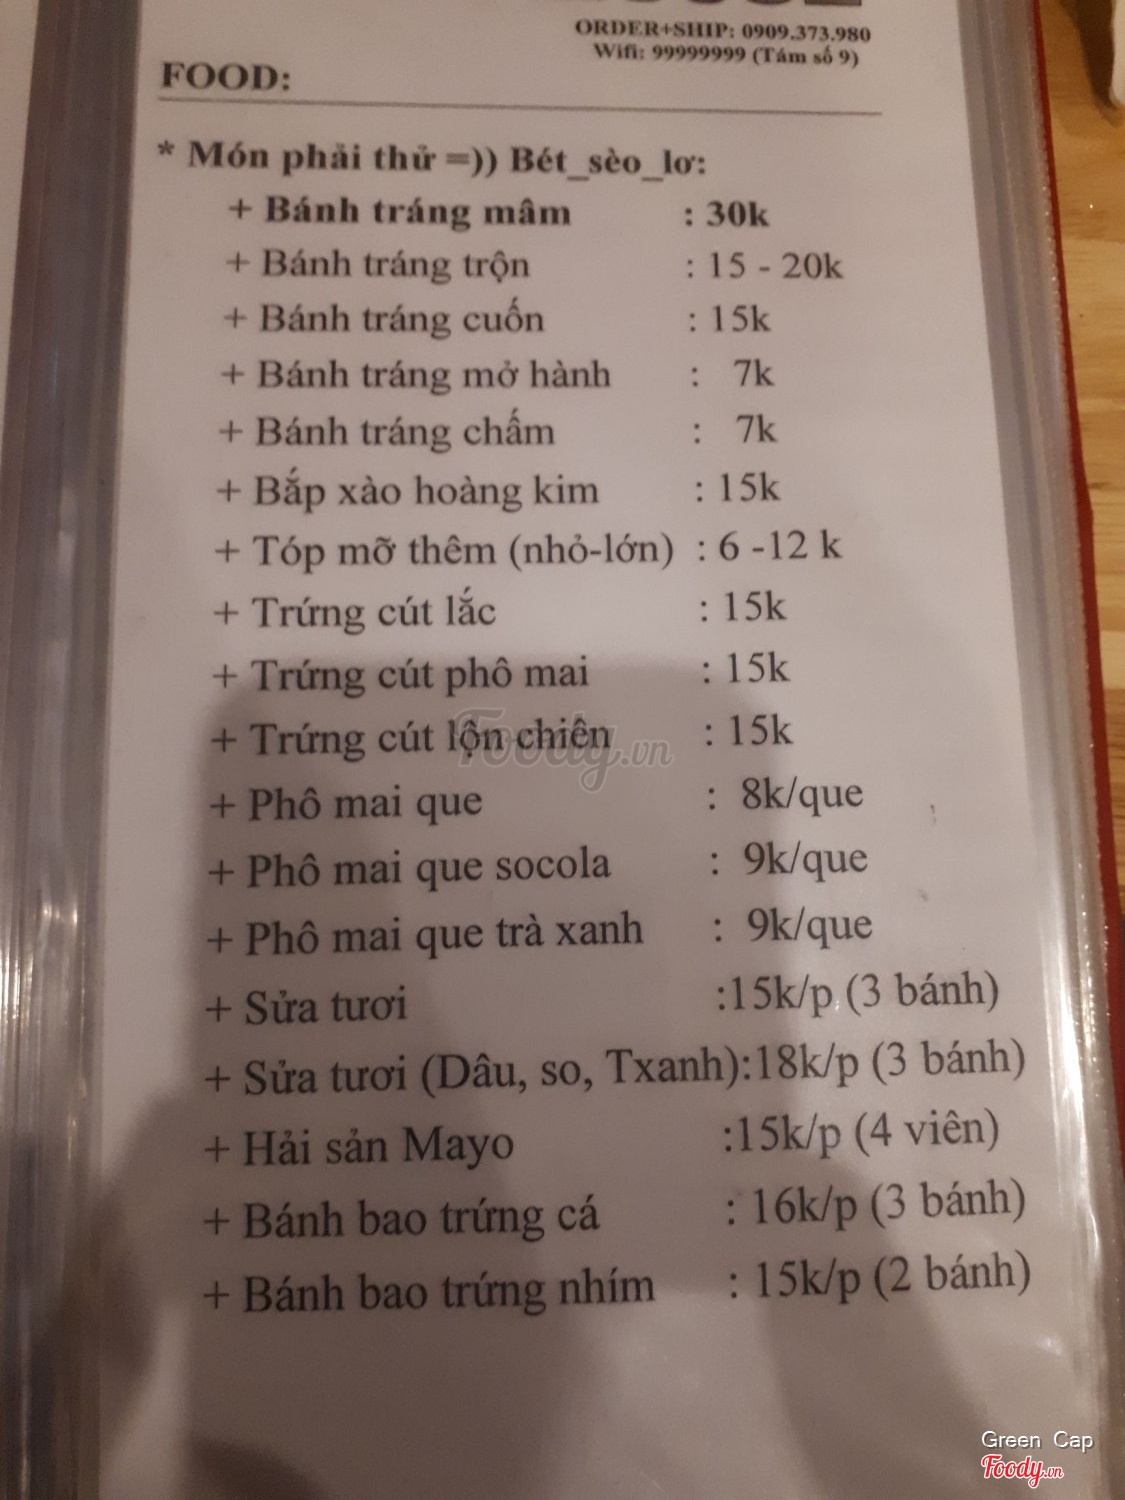 ORDER+SHIP: 0909.373.980
Wifi: 99999999 (Tám số 9)
FOOD:
* Món phải thử =)) Bét_sèo_lơ:
+ Bánh tráng mâm : 30k
+ Bánh tráng trộn : 15 - 20k
+ Bánh tráng cuốn : 15k
+ Bánh tráng mở hành : 7k
+ Bánh tráng chấm : 7k
+ Bắp xào hoàng kim : 15k
+ Tóp mỡ thêm (nhỏ-lớn) : 6 -12 k
+ Trứng cút lắc : 15k
+ Trứng cút phô mai : 15k
+ Trứng cút lộn chiên : 15k
Foody.vn
+ Phô mai que : 8k/que
+ Phô mai que socola : 9k/que
+ Phô mai que trà xanh : 9k/que
+ Sửa tươi :15k/p (3 bánh)
+ Sửa tươi (Dâu, so, Txanh):18k/p (3 bánh)
+ Hải sản Mayo :15k/p (4 viên)
+ Bánh bao trứng cá : 16k/p (3 bánh)
+ Bánh bao trứng nhím : 15k/p (2 bánh)
Green Cap
Foody.vn